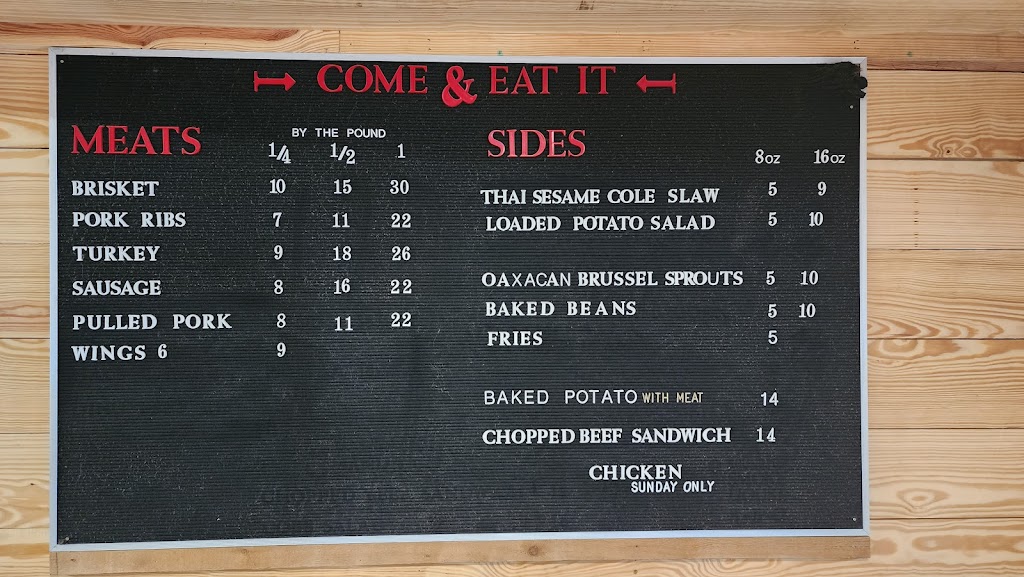 COME & EAT IT
MEATS
BY THE POUND
1/4 1/2 1
BRISKET 10 15 30
PORK RIBS 7 11 22
TURKEY 9 18 26
SAUSAGE 8 16 22
PULLED PORK 8 11 22
WINGS 6 9
SIDES
8oz 16oz
THAI SESAME COLE SLAW 5 9
LOADED POTATO SALAD 5 10
OAXACAN BRUSSEL SPROUTS 5 10
BAKED BEANS 5 10
FRIES 5
BAKED POTATO WITH MEAT 14
CHOPPED BEEF SANDWICH 14
CHICKEN
SUNDAY ONLY